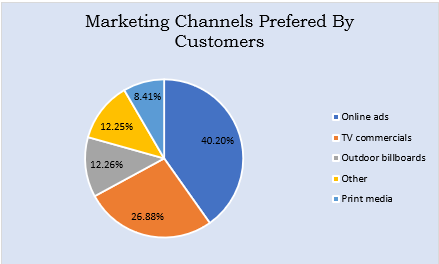 Marketing Channels Prefered By
Customers
8.41%
12.25%
40.20%
12.26%
26.88%
Online ads
TV commercials
Outdoor billboards
Other
Print media